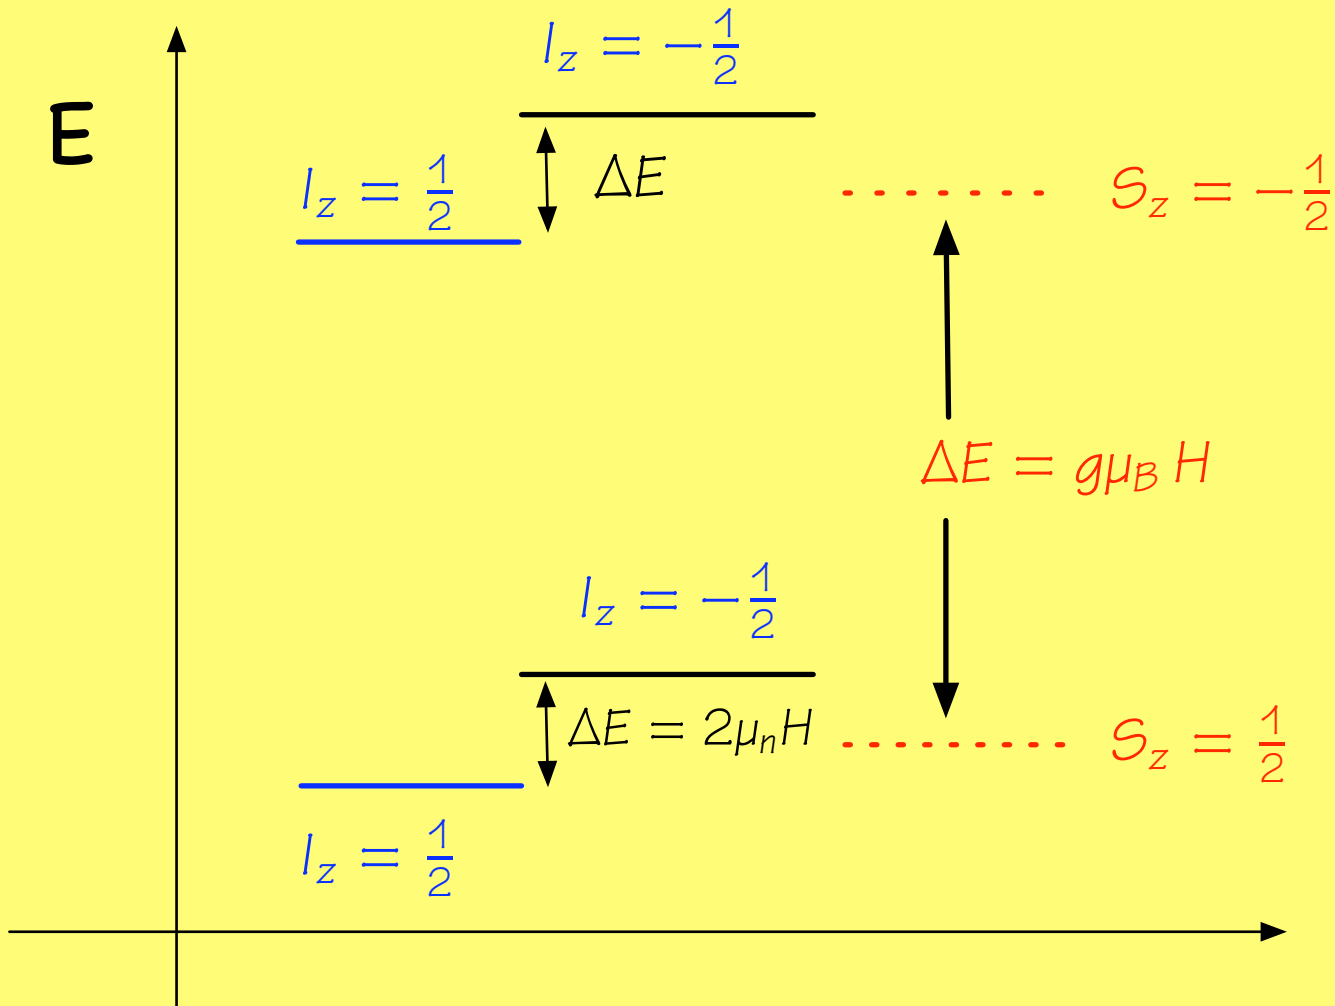 I_z = -1/2
E
I_z = 1/2
ΔE
S_z = -1/2
ΔE = gμ_B H
I_z = -1/2
ΔE = 2μ_n H
S_z = 1/2
I_z = 1/2